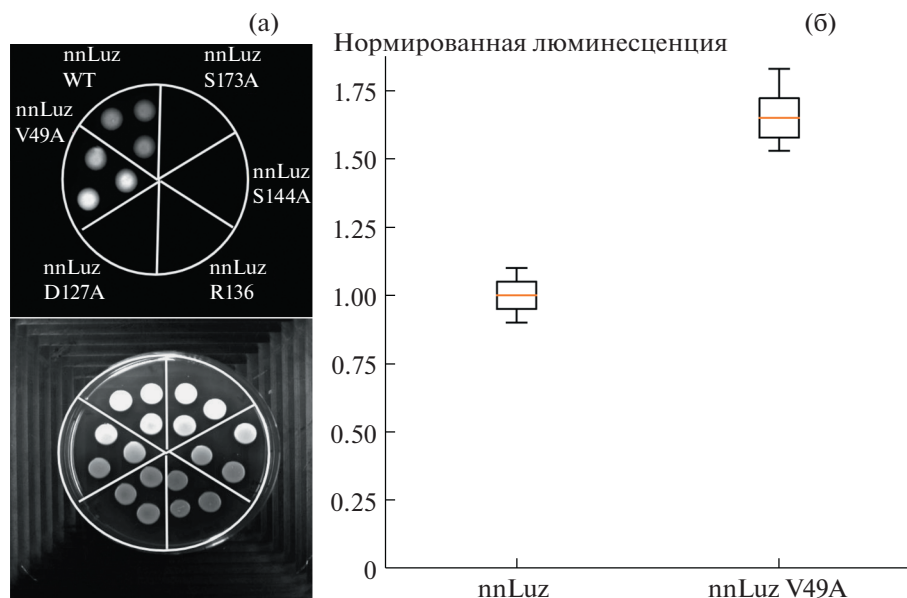 (а)
nnLuz
WT
nnLuz
S173A
nnLuz
V49A
nnLuz
S144A
nnLuz
D127A
nnLuz
R136
(б)
Нормированная люминесценция
1.75
1.50
1.25
1.00
0.75
0.50
0.25
0
nnLuz
nnLuz V49A